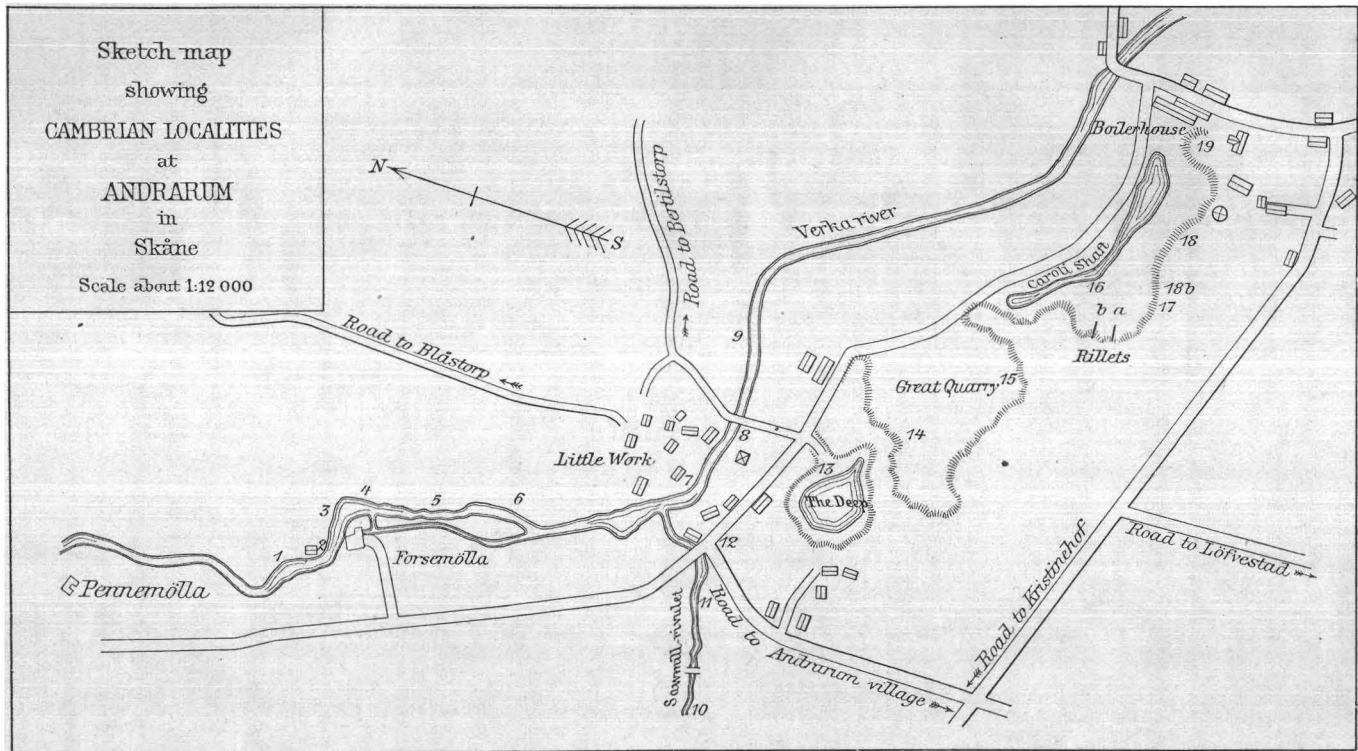 Sketch map
showing
CAMBRIAN LOCALITIES
at
ANDRARUM
in
Skåne
Scale about 1:12 000
N
S
Road to Blåstorp
Road to Bertilstorp
Verka river
Boilerhouse
19
Caroli Shaft
18
16
18b
17
b a
Rillets
9
Great Quarry
15
14
8
Little Work
7
13
The Deep
12
4
5
6
3
2
1
Forsemölla
Pennemölla
11
Sawmill-rivulet
10
Road to Andrarum village
Road to Kristinehof
Road to Löfvestad